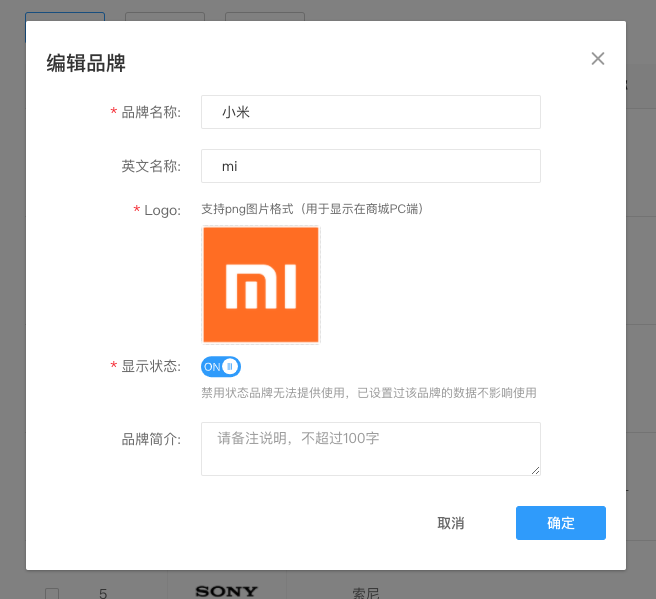 编辑品牌
* 品牌名称: 小米
英文名称: mi
* Logo: 支持png图片格式（用于显示在商城PC端）
mi
* 显示状态: ON
禁用状态品牌无法提供使用，已设置过该品牌的数据不影响使用
品牌简介: 请备注说明，不超过100字
取消 确定
5 SONY 索尼